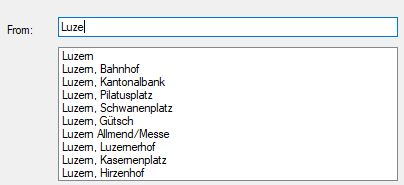 From: Luze
Luzern
Luzern, Bahnhof
Luzern, Kantonalbank
Luzern, Pilatusplatz
Luzern, Schwanenplatz
Luzern, Gütsch
Luzern Allmend/Messe
Luzern, Luzernerhof
Luzern, Kasernenplatz
Luzern, Hirzenhof